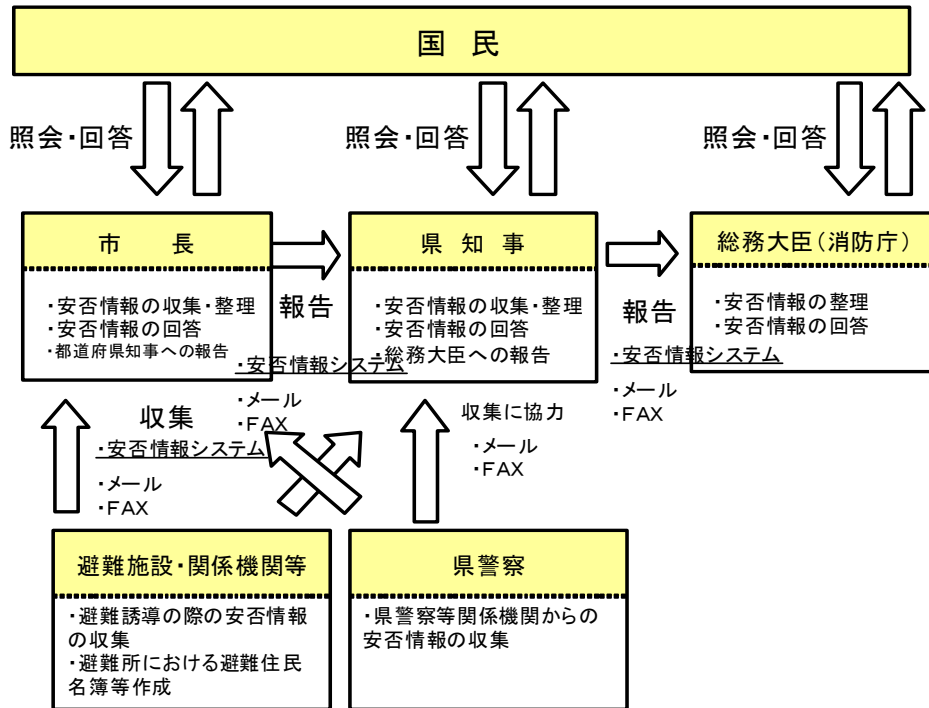 国　民
照会・回答
照会・回答
照会・回答
市　　長
・安否情報の収集・整理
・安否情報の回答
・都道府県知事への報告
報告
・安否情報システム
・メール
・FAX
県　知　事
・安否情報の収集・整理
・安否情報の回答
・総務大臣への報告
報告
・安否情報システム
・メール
・FAX
総務大臣（消防庁）
・安否情報の整理
・安否情報の回答
収集
・安否情報システム
・メール
・FAX
収集に協力
・メール
・FAX
避難施設・関係機関等
・避難誘導の際の安否情報
の収集
・避難所における避難住民
名簿等作成
県警察
・県警察等関係機関からの
安否情報の収集